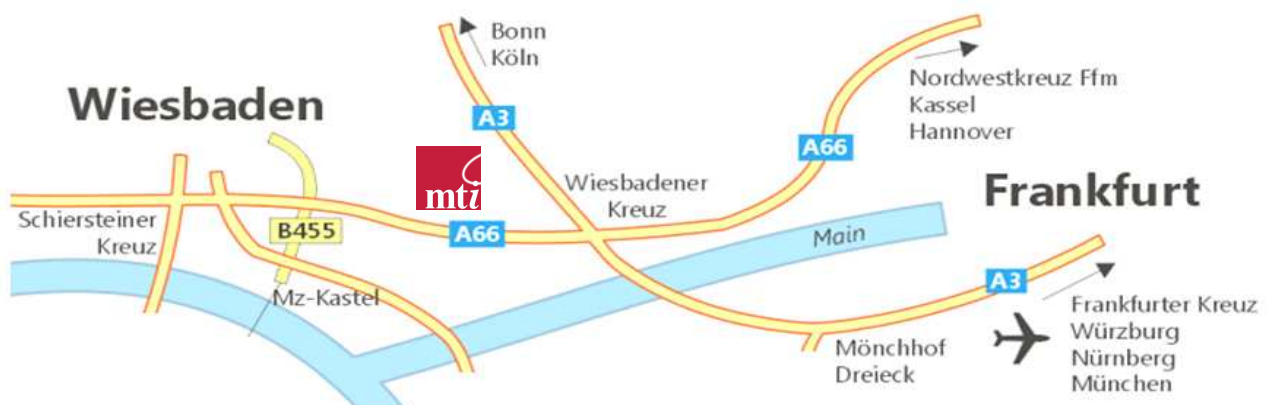 Bonn
Köln
Nordwestkreuz Ffm
Kassel
Hannover
Wiesbaden
A3
A66
mti
Wiesbadener
Kreuz
Frankfurt
Schiersteiner
Kreuz
B455
A66
Main
A3
Mz-Kastel
Frankfurter Kreuz
Würzburg
Nürnberg
München
Mönchhof
Dreieck